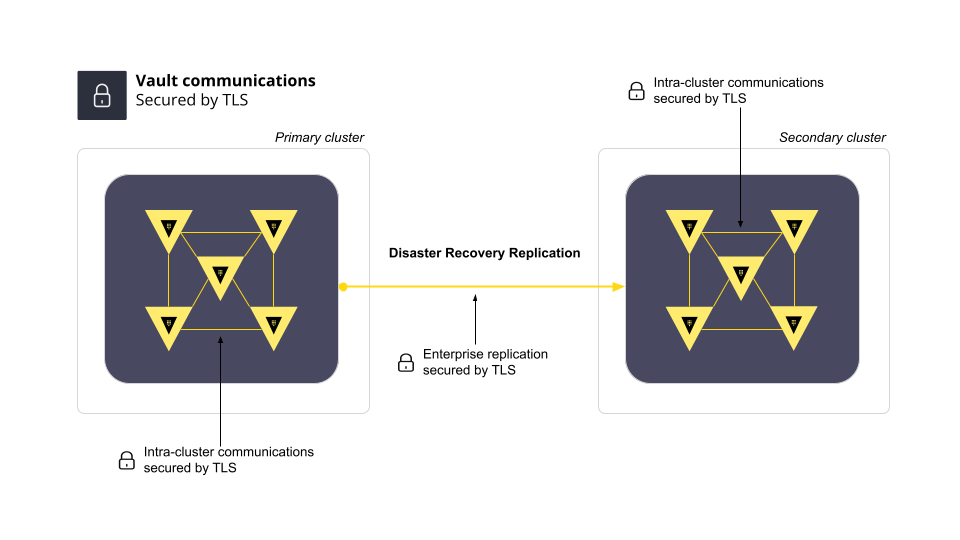 Vault communications
Secured by TLS
Intra-cluster communications
secured by TLS
Primary cluster
Secondary cluster
Disaster Recovery Replication
Enterprise replication
secured by TLS
Intra-cluster communications
secured by TLS